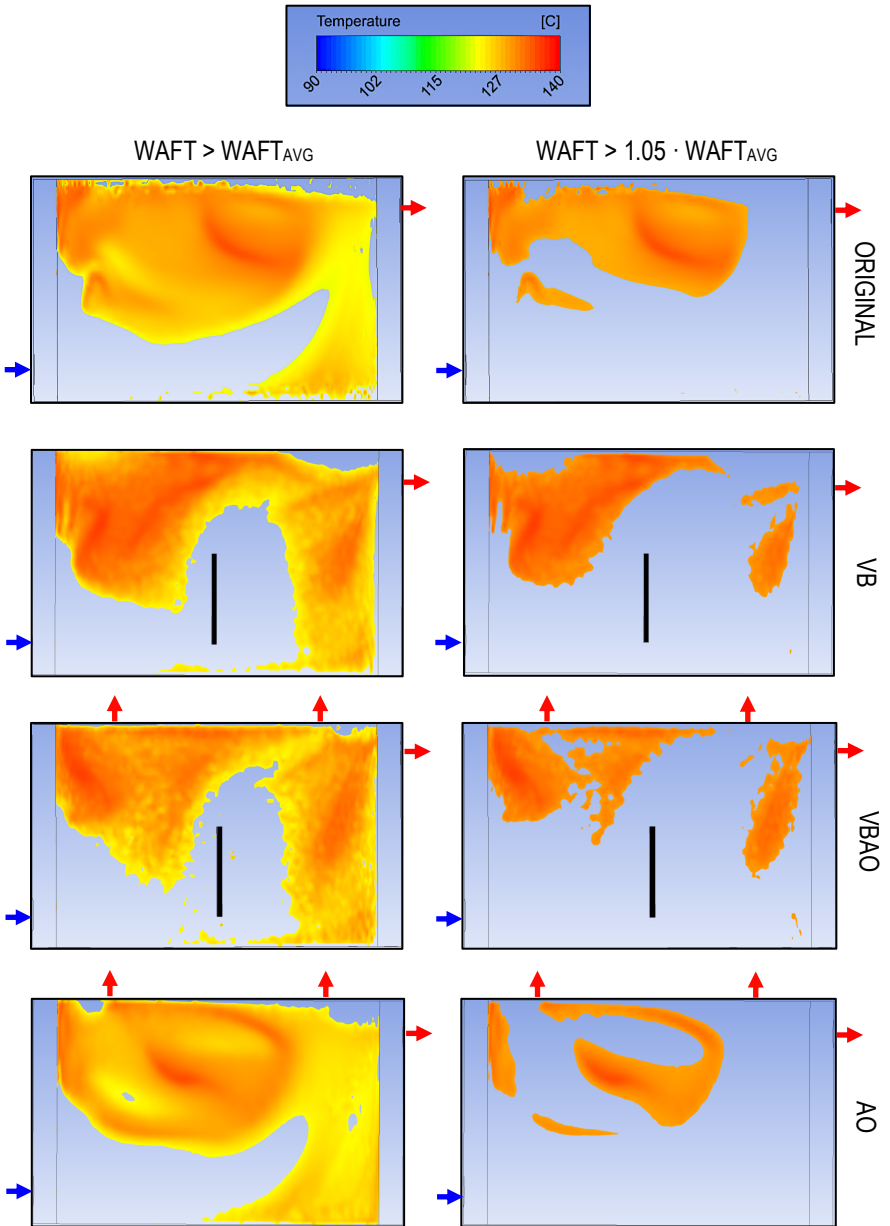 Temperature [C]
90 102 115 127 140
WAFT > WAFTAVG
WAFT > 1.05 · WAFTAVG
ORIGINAL
VB
VBAO
AO